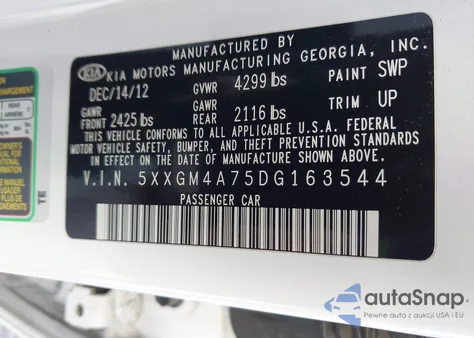 MANUFACTURED BY
KIA KIA MOTORS MANUFACTURING GEORGIA, INC.
DEC/14/12 GVWR 4299 lbs PAINT SWP
GAWR FRONT 2425 lbs GAWR REAR 2116 lbs TRIM UP
THIS VEHICLE CONFORMS TO ALL APPLICABLE U.S.A. FEDERAL
MOTOR VEHICLE SAFETY, BUMPER, AND THEFT PREVENTION STANDARDS
IN EFFECT ON THE DATE OF MANUFACTURE SHOWN ABOVE.
V.I.N. 5XXGM4A75DG163544
PASSENGER CAR
TE
autaSnap
Pewne auta z aukcji USA i EU